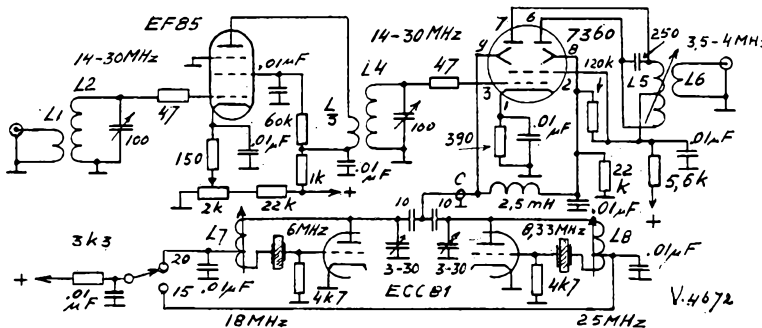 EF85
7 6 7360 250
14-30MHz
.01µF
14-30MHz
9 8
3,5-4MHz
120k
L5 L6
L1 L2
L3 L4
47
47
3 2
1
100
60k
100
390
.01µF
.01µF
150
.01µF
1k
.01µF
22k
5,6k
2k 22k
+
C
10 10
2,5mH
.01µF
+
3k3
L7 6MHz
8,33MHz L8
+
20
.01µF
3-30 3-30
.01µF
.01µF
15
4k7
ECC81
4k7
V.4672
18MHz
25MHz